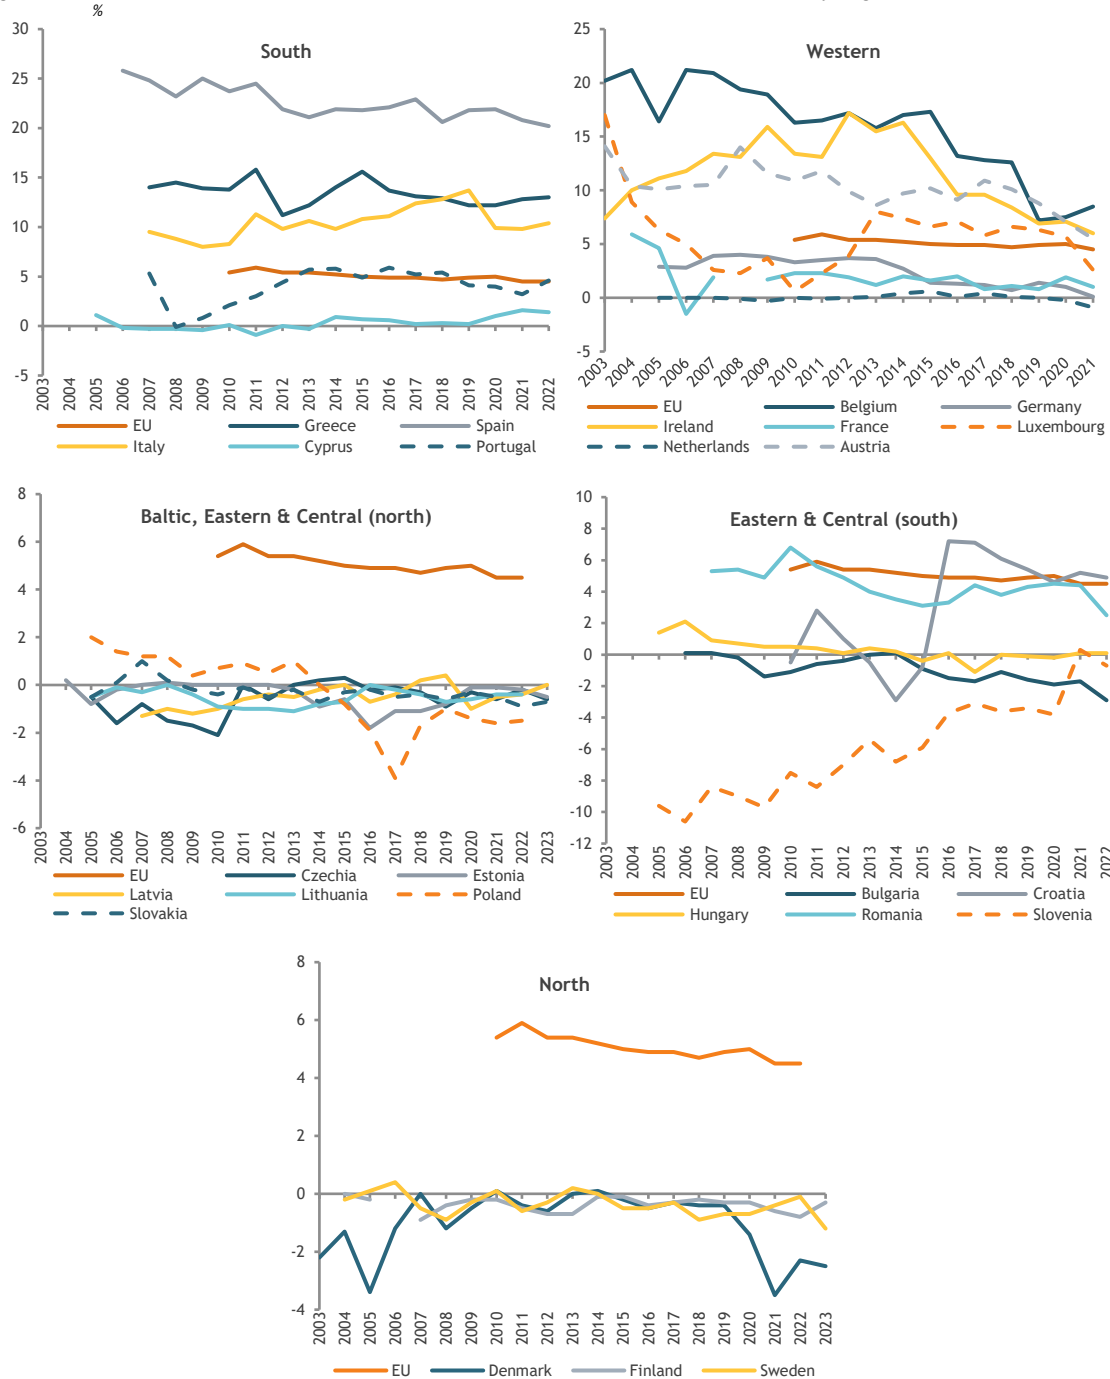 %
South
30
25
20
15
10
5
0
-5
2003 2004 2005 2006 2007 2008 2009 2010 2011 2012 2013 2014 2015 2016 2017 2018 2019 2020 2021 2022
EU Greece Spain
Italy Cyprus Portugal
Western
25
20
15
10
5
0
-5
2003 2004 2005 2006 2007 2008 2009 2010 2011 2012 2013 2014 2015 2016 2017 2018 2019 2020 2021
EU Belgium Germany
Ireland France Luxembourg
Netherlands Austria
Baltic, Eastern & Central (north)
8
6
4
2
0
-2
-4
-6
2003 2004 2005 2006 2007 2008 2009 2010 2011 2012 2013 2014 2015 2016 2017 2018 2019 2020 2021 2022 2023
EU Czechia Estonia
Latvia Lithuania Poland
Slovakia
Eastern & Central (south)
10
8
6
4
2
0
-2
-4
-6
-8
-10
-12
2003 2004 2005 2006 2007 2008 2009 2010 2011 2012 2013 2014 2015 2016 2017 2018 2019 2020 2021 2022
EU Bulgaria Croatia
Hungary Romania Slovenia
North
8
6
4
2
0
-2
-4
2003 2004 2005 2006 2007 2008 2009 2010 2011 2012 2013 2014 2015 2016 2017 2018 2019 2020 2021 2022 2023
EU Denmark Finland Sweden